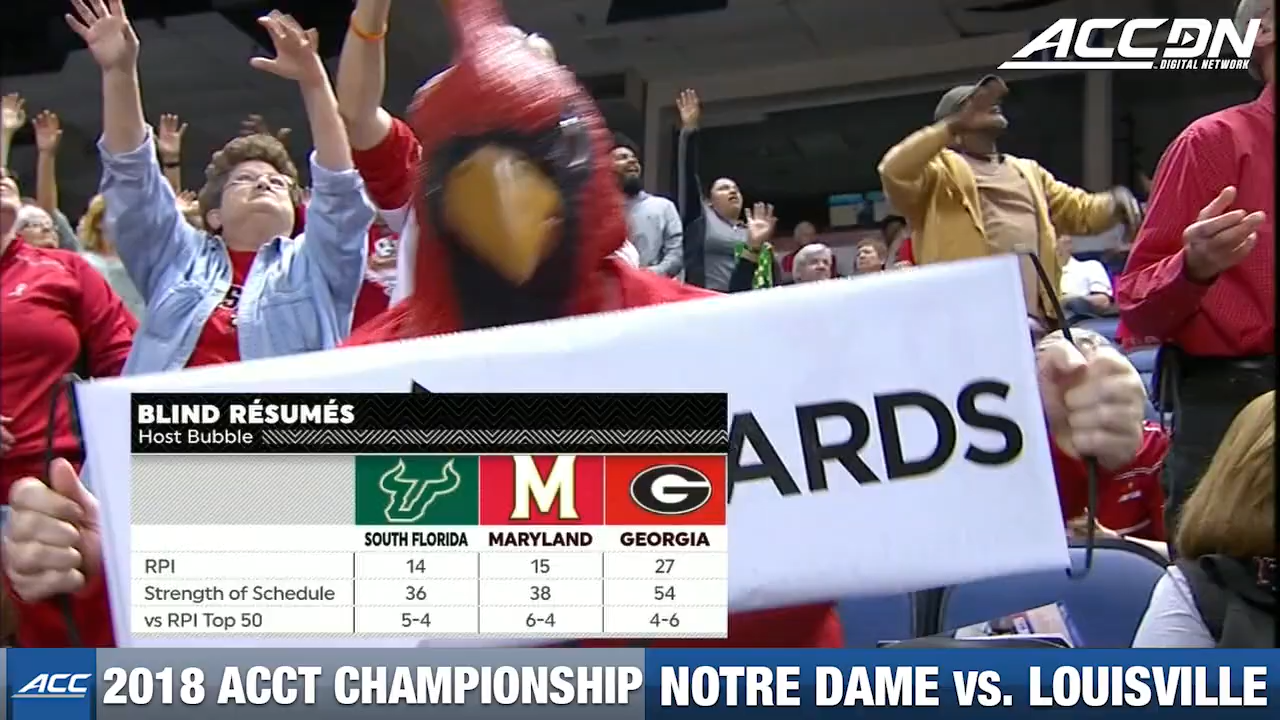 ACCDN
DIGITAL NETWORK
ARDS
BLIND RÉSUMÉS
Host Bubble
M
G
SOUTH FLORIDA MARYLAND GEORGIA
RPI 14 15 27
Strength of Schedule 36 38 54
vs RPI Top 50 5-4 6-4 4-6
ACC 2018 ACCT CHAMPIONSHIP NOTRE DAME vs. LOUISVILLE